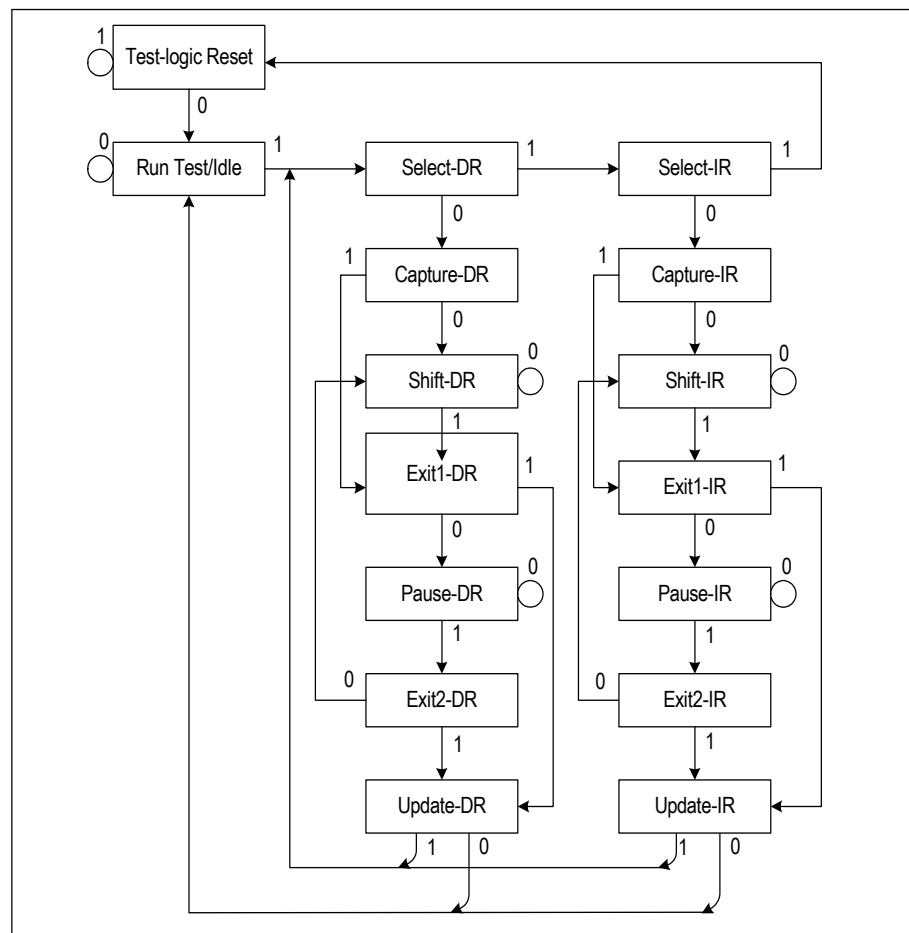 1
Test-logic Reset
0
0
Run Test/Idle
1
Select-DR
1
Select-IR
1
0
0
1
Capture-DR
1
Capture-IR
0
0
0
0
Shift-DR
Shift-IR
1
1
Exit1-DR
1
Exit1-IR
1
0
0
0
0
Pause-DR
Pause-IR
1
1
0
Exit2-DR
0
Exit2-IR
1
1
Update-DR
Update-IR
1
0
1
0